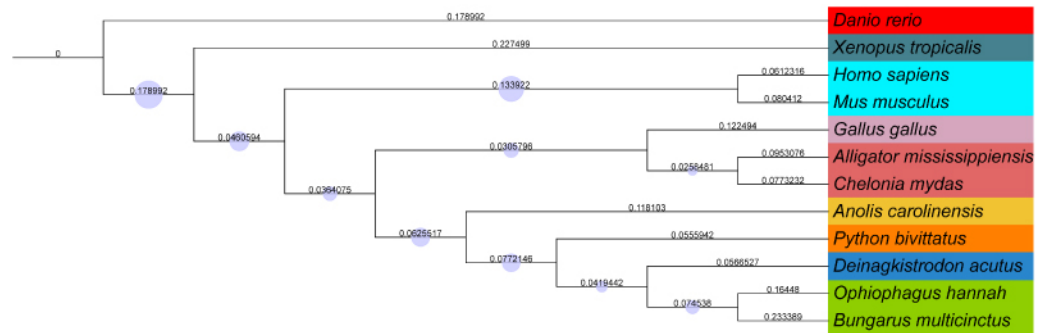 0.178992
Danio rerio
0
0.227499
Xenopus tropicalis
0.0612316
Homo sapiens
0.178992
0.133922
0.080412
Mus musculus
0.122494
Gallus gallus
0.0460594
0.0305796
0.0953076
Alligator mississippiensis
0.0258481
0.0773232
Chelonia mydas
0.0364075
0.118103
Anolis carolinensis
0.0625517
0.0555942
Python bivittatus
0.0772146
0.0566527
Deinagkistrodon acutus
0.0419442
0.16448
Ophiophagus hannah
0.074538
0.233389
Bungarus multicinctus